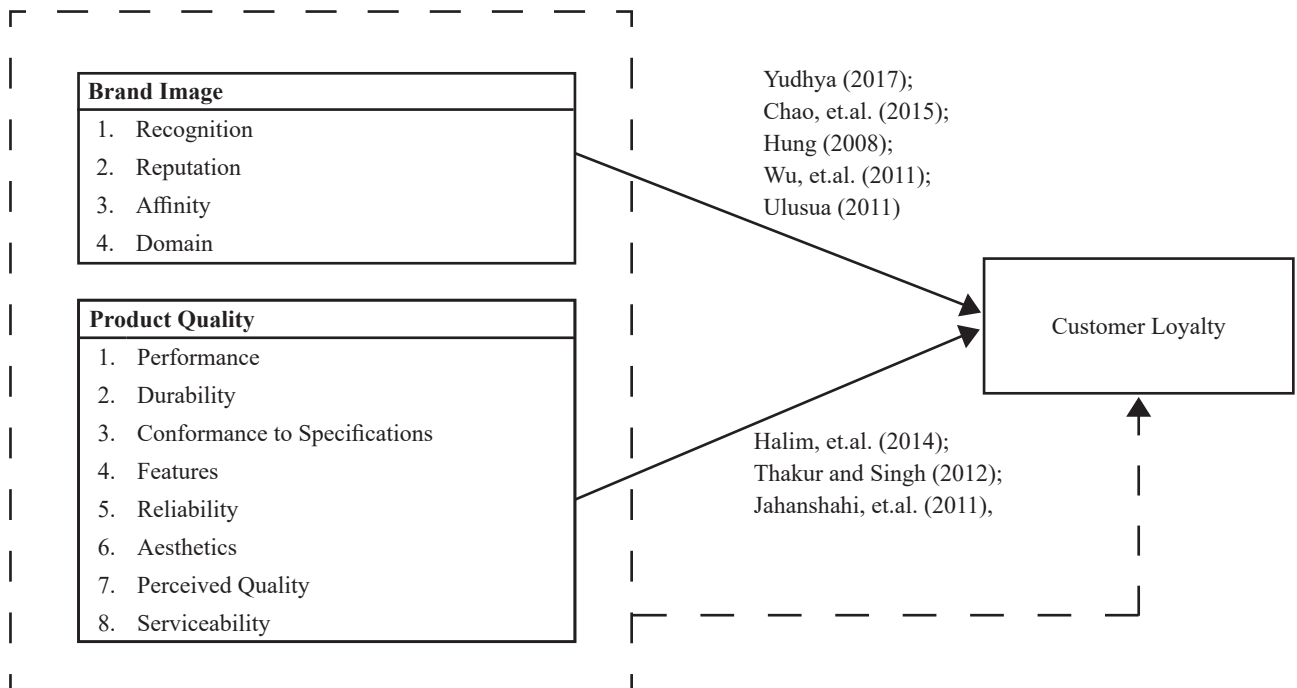 Brand Image
1. Recognition
2. Reputation
3. Affinity
4. Domain
Product Quality
1. Performance
2. Durability
3. Conformance to Specifications
4. Features
5. Reliability
6. Aesthetics
7. Perceived Quality
8. Serviceability
Yudhya (2017);
Chao, et.al. (2015);
Hung (2008);
Wu, et.al. (2011);
Ulusua (2011)
Customer Loyalty
Halim, et.al. (2014);
Thakur and Singh (2012);
Jahanshahi, et.al. (2011),